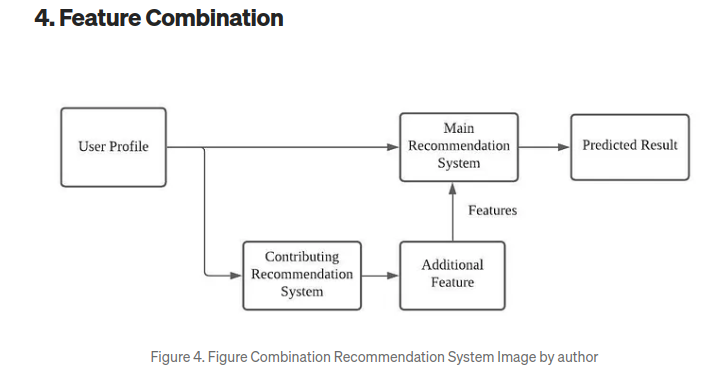 4. Feature Combination
User Profile
Main
Recommendation
System
Predicted Result
Features
Contributing
Recommendation
System
Additional
Feature
Figure 4. Figure Combination Recommendation System Image by author